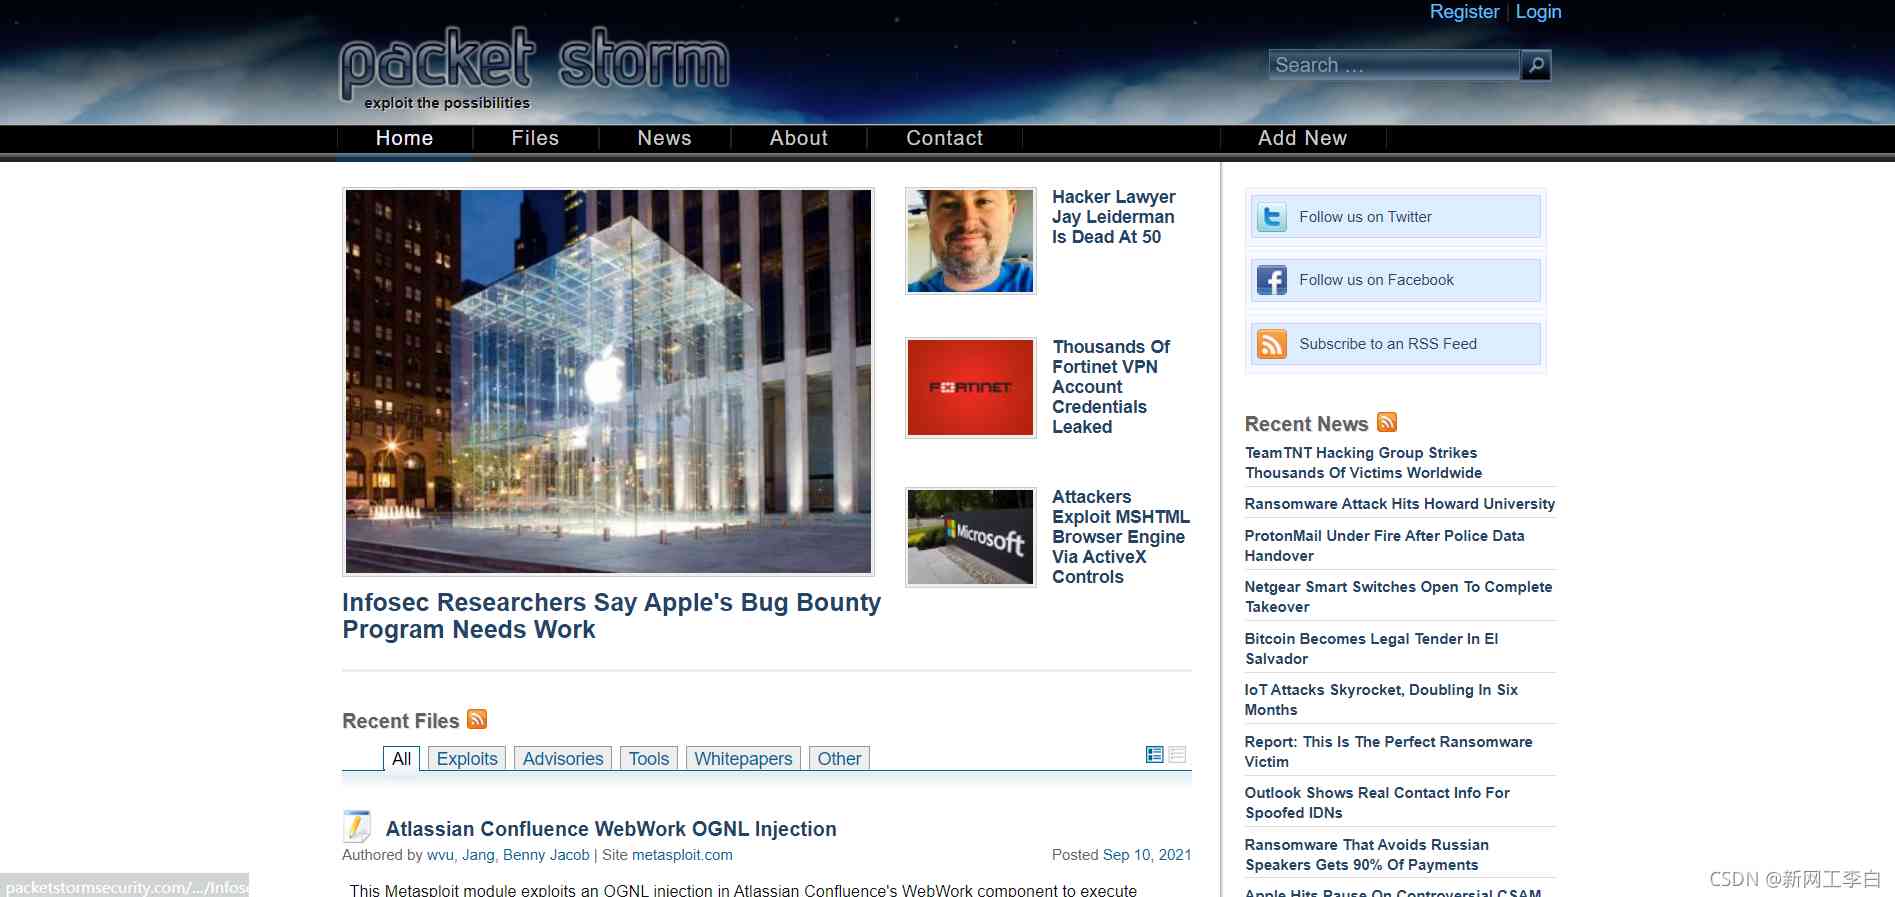 Register | Login
packet storm
exploit the possibilities
Search …
Home
Files
News
About
Contact
Add New
Infosec Researchers Say Apple's Bug Bounty
Program Needs Work
Hacker Lawyer
Jay Leiderman
Is Dead At 50
FORTINET
Thousands Of
Fortinet VPN
Account
Credentials
Leaked
Microsoft
Attackers
Exploit MSHTML
Browser Engine
Via ActiveX
Controls
Recent Files
All
Exploits
Advisories
Tools
Whitepapers
Other
Atlassian Confluence WebWork OGNL Injection
Authored by wvu, Jang, Benny Jacob | Site metasploit.com
Posted Sep 10, 2021
This Metasploit module exploits an OGNL injection in Atlassian Confluence's WebWork component to execute
Follow us on Twitter
Follow us on Facebook
Subscribe to an RSS Feed
Recent News
TeamTNT Hacking Group Strikes
Thousands Of Victims Worldwide
Ransomware Attack Hits Howard University
ProtonMail Under Fire After Police Data
Handover
Netgear Smart Switches Open To Complete
Takeover
Bitcoin Becomes Legal Tender In El
Salvador
IoT Attacks Skyrocket, Doubling In Six
Months
Report: This Is The Perfect Ransomware
Victim
Outlook Shows Real Contact Info For
Spoofed IDNs
Ransomware That Avoids Russian
Speakers Gets 90% Of Payments
Apple Hits Pause On Controversial CSAM
packetstormsecurity.com/.../Infose
CSDN @新网工李白